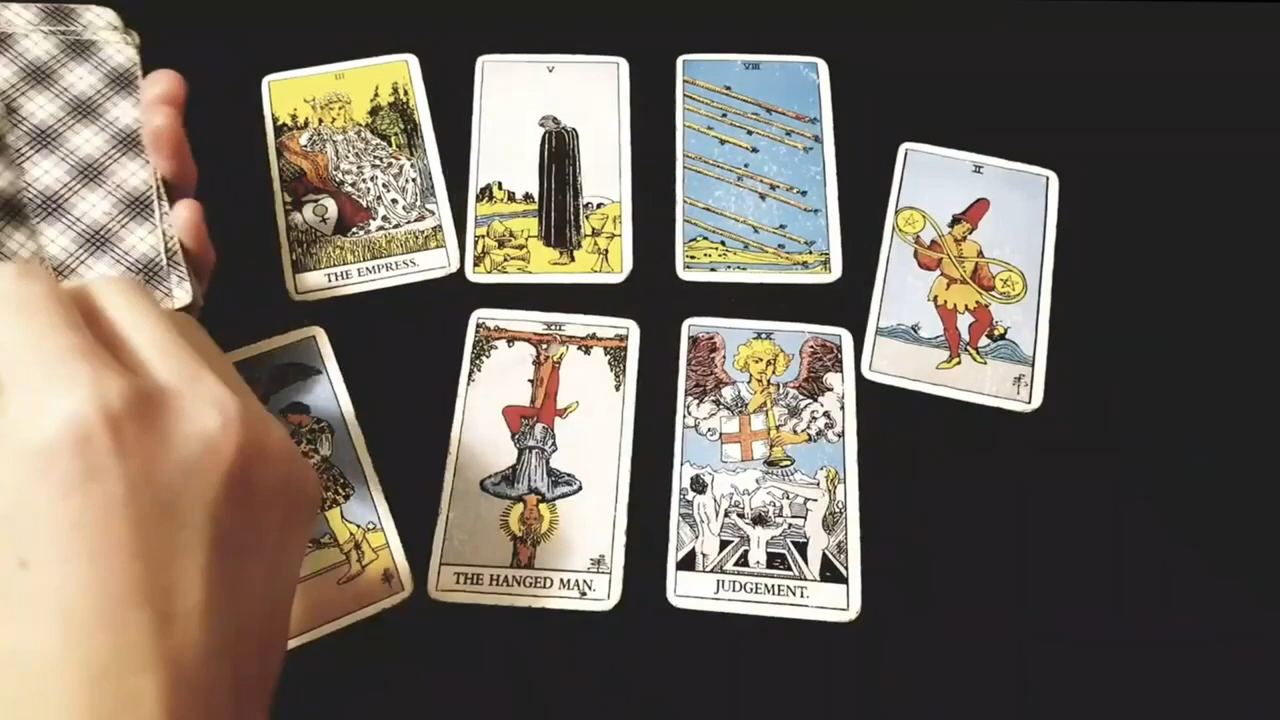 III
V
VIII
II
THE EMPRESS.
XII
XX
THE HANGED MAN.
JUDGEMENT.